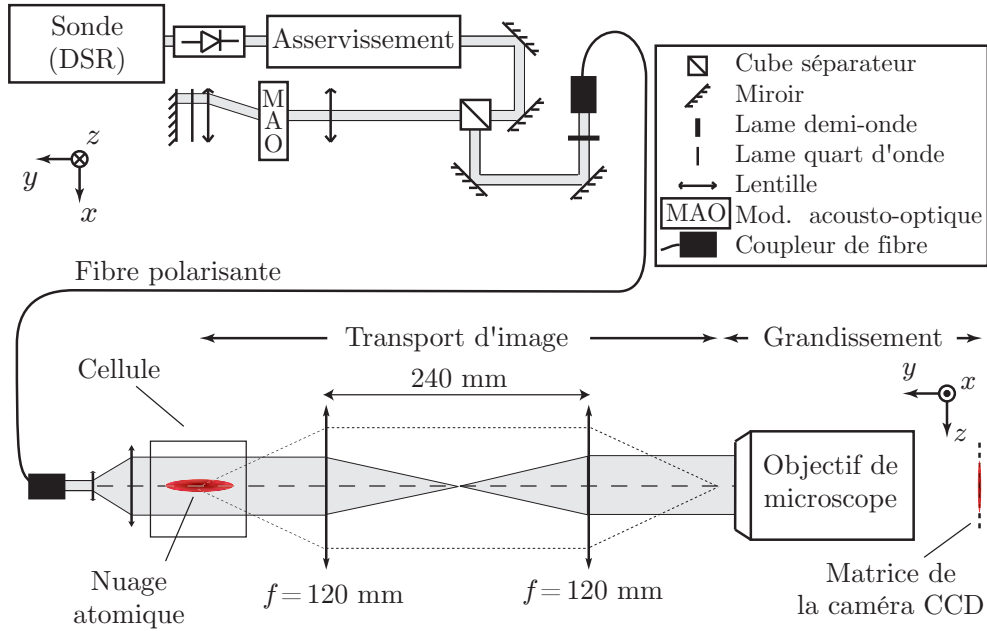 Sonde
(DSR)
Asservissement
M
A
O
z
y
x
Cube séparateur
Miroir
Lame demi-onde
Lame quart d'onde
Lentille
MAO Mod. acousto-optique
Coupleur de fibre
Fibre polarisante
Transport d'image
Grandissement
Cellule
240 mm
y
x
z
Objectif de
microscope
Nuage
atomique
f = 120 mm
f = 120 mm
Matrice de
la caméra CCD